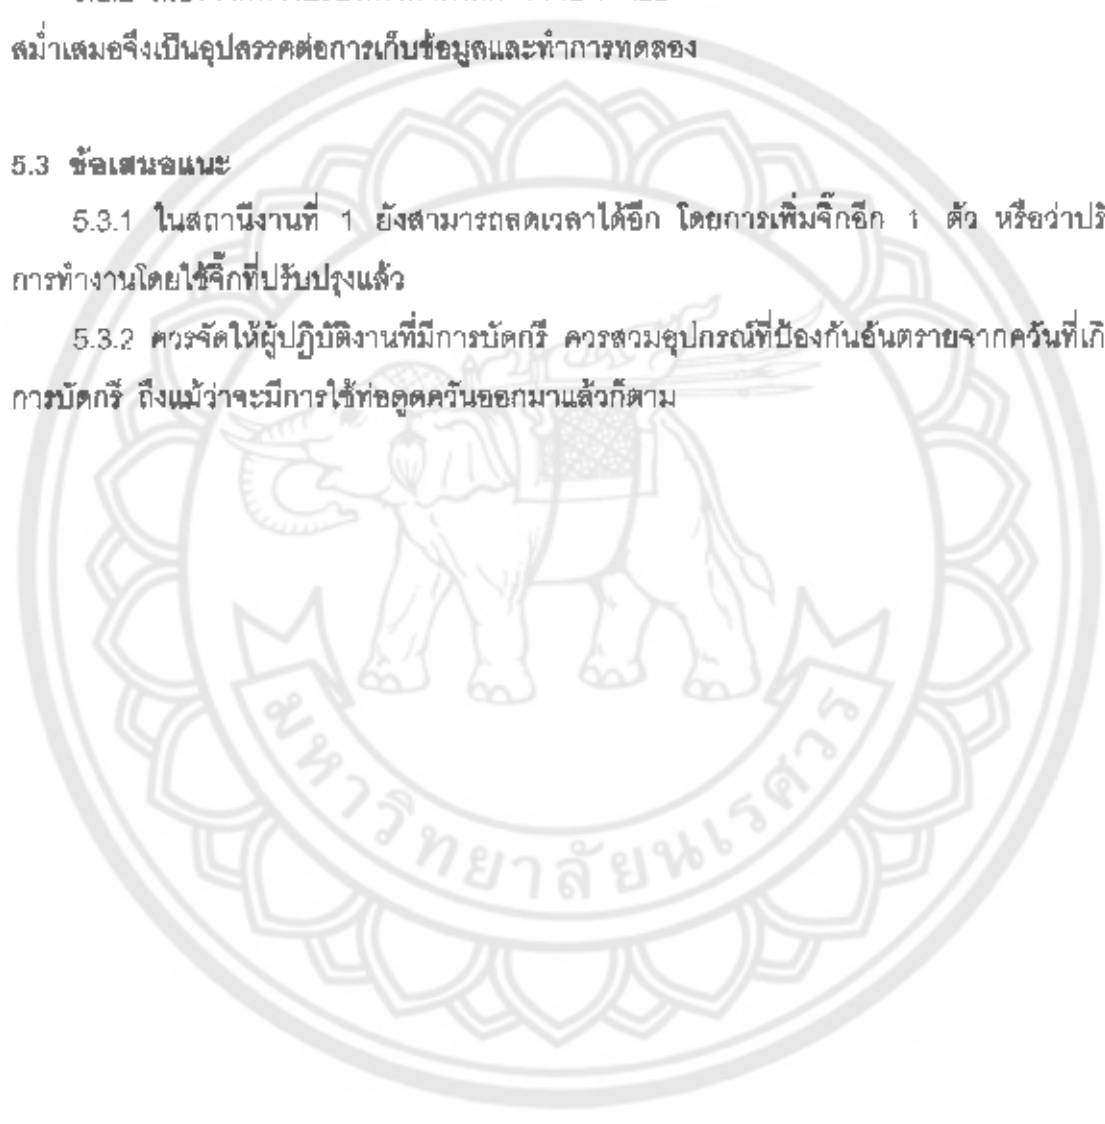 สม่ำเสมอจึงเป็นอุปสรรคต่อการเก็บข้อมูลและทำการทดลอง
5.3 ข้อเสนอแนะ
5.3.1 ในสถานีงานที่ 1 ยังสามารถลดเวลาได้อีก โดยการเพิ่มจิ๊กอีก 1 ตัว หรือว่าปรั
การทำงานโดยใช้จิ๊กที่ปรับปรุงแล้ว
5.3.2 ควรจัดให้ผู้ปฏิบัติงานที่มีการบัดกรี ควรสวมอุปกรณ์ที่ป้องกันอันตรายจากควันที่เกิ
การบัดกรี ถึงแม้ว่าจะมีการใช้ท่อดูดควันออกมาแล้วก็ตาม
มหาวิทยาลัยนเรศวร